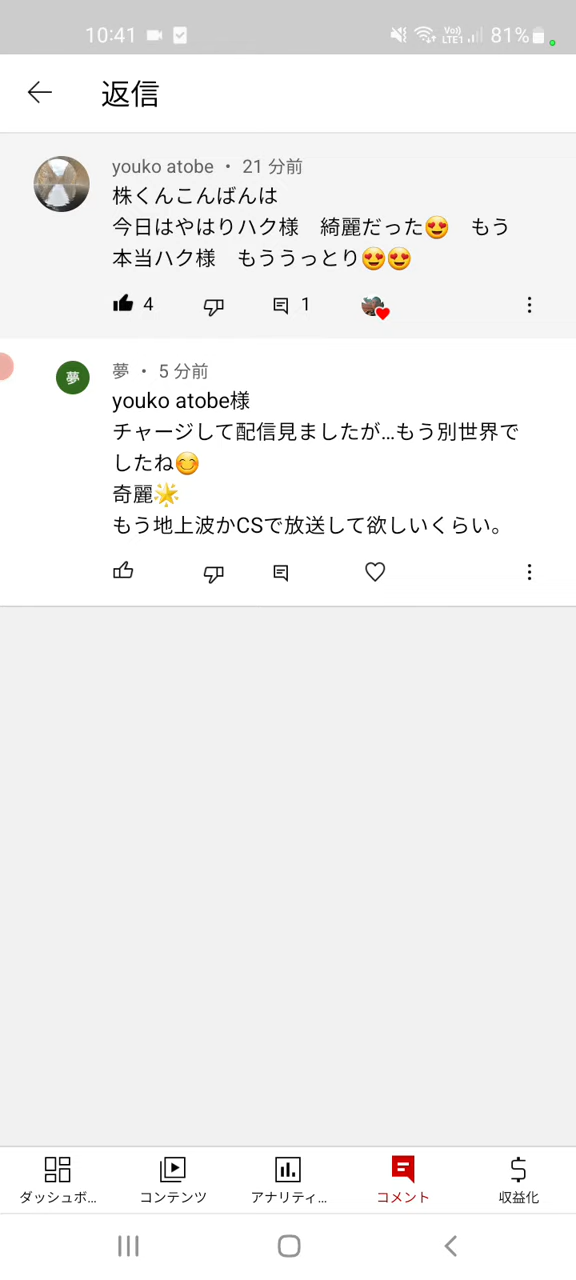 10:41
Vo))
LTE1
81%
返信
youko atobe ・ 21 分前
株くんこんばんは
今日はやはりハク様　綺麗だった😍　もう
本当ハク様　もううっとり😍😍
4
1
夢
夢 ・ 5 分前
youko atobe様
チャージして配信見ましたが…もう別世界で
したね😊
奇麗🌟
もう地上波かCSで放送して欲しいくらい。
ダッシュボ…
コンテンツ
アナリティ…
コメント
収益化